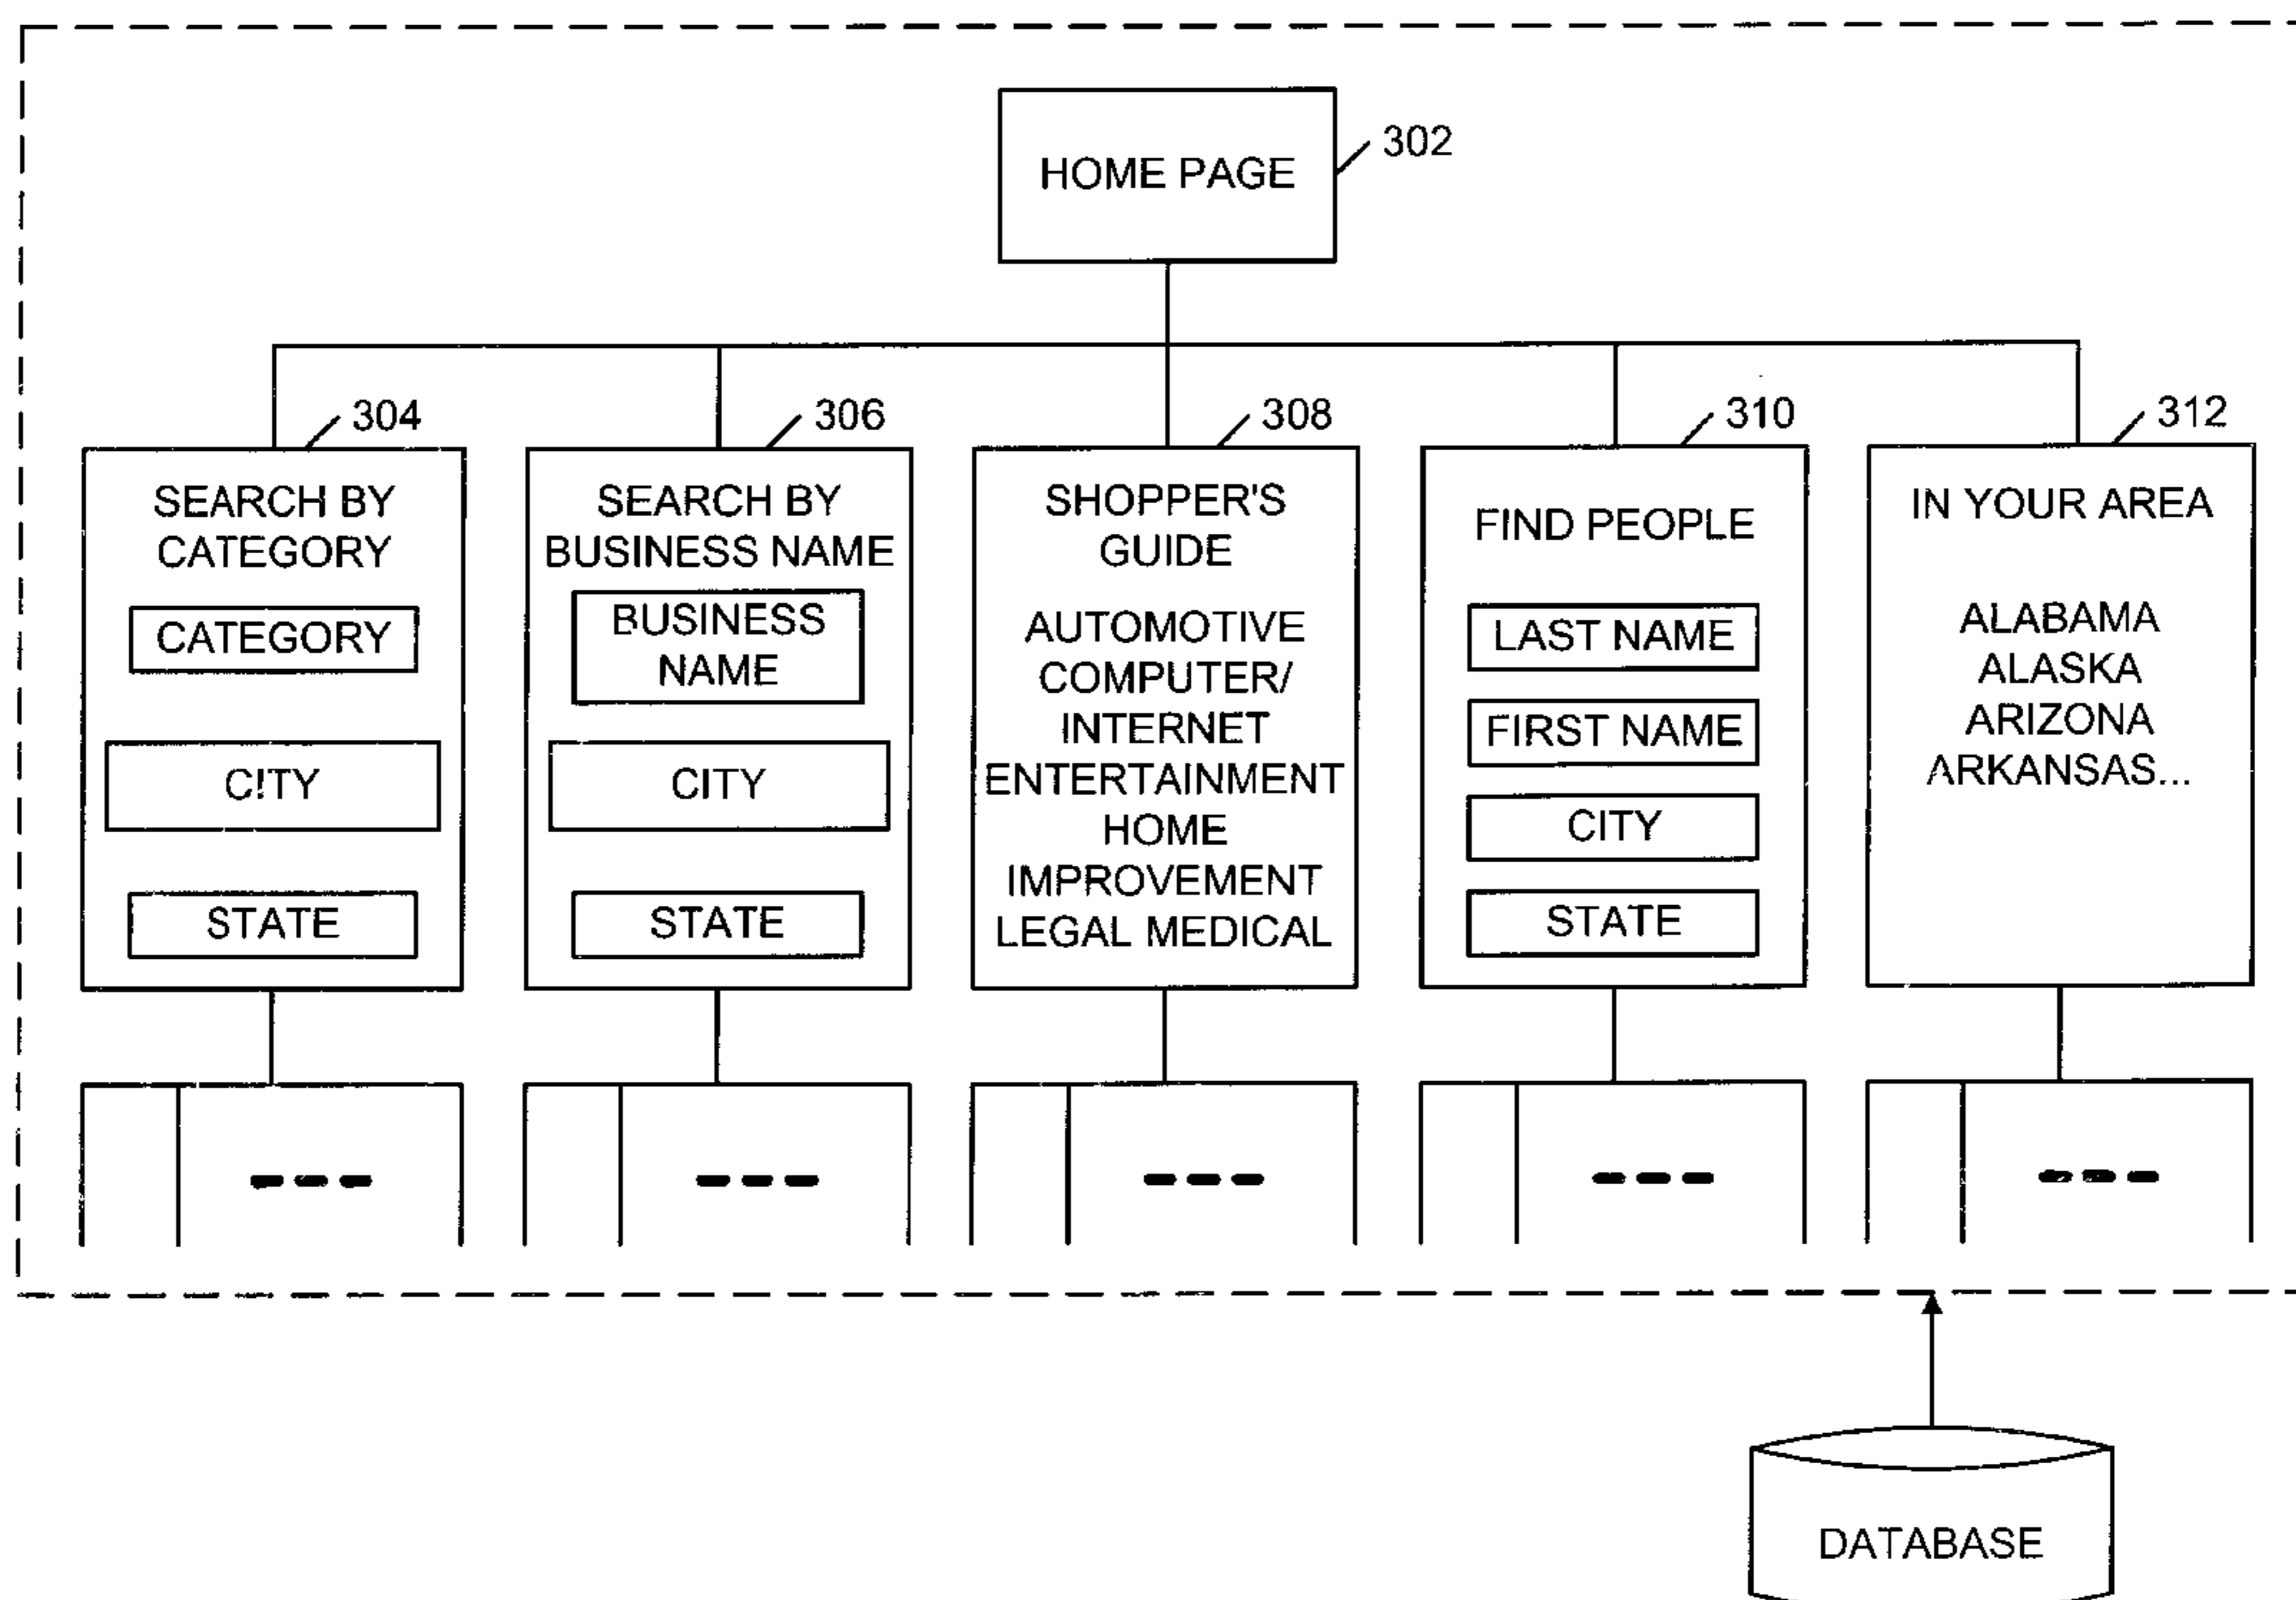 HOME PAGE
302
304
SEARCH BY
CATEGORY
CATEGORY
CITY
STATE
306
SEARCH BY
BUSINESS NAME
BUSINESS
NAME
CITY
STATE
308
SHOPPER'S
GUIDE
AUTOMOTIVE
COMPUTER/
INTERNET
ENTERTAINMENT
HOME
IMPROVEMENT
LEGAL MEDICAL
310
FIND PEOPLE
LAST NAME
FIRST NAME
CITY
STATE
312
IN YOUR AREA
ALABAMA
ALASKA
ARIZONA
ARKANSAS...
DATABASE